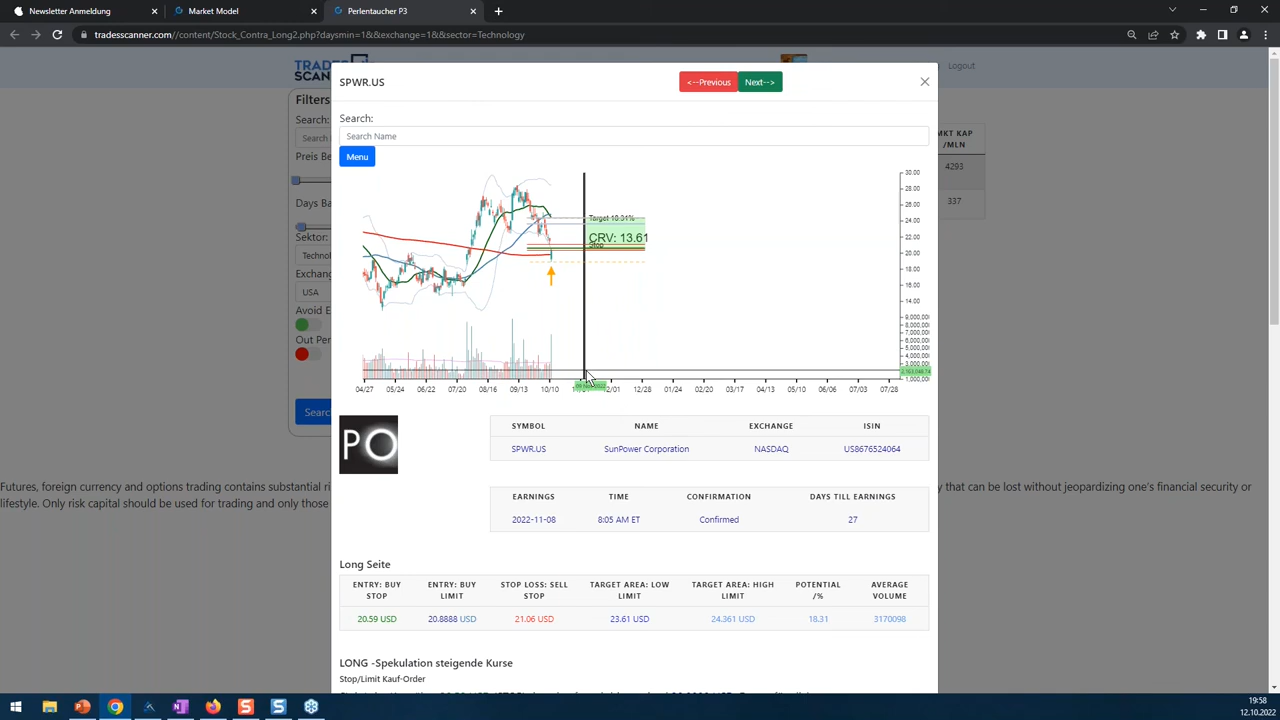 Newsletter Anmeldung
Market Model
Perlentaucher P3
tradesscanner.com//content/Stock_Contra_Long2.php?daysmin=1&exchange=1&sector=Technology
TRADES
SCAN
Logout
SPWR.US
<--Previous
Next-->
Filters
Search:
Search Name
Menu
MKT KAP
/MLN
4293
337
Preis
Techno
USA
Avoid E
Out Per
Sea
30.00
28.00
26.00
24.00
22.00
20.00
18.00
16.00
14.00
Target 18.31%
CRV: 13.61
Stop
04/27 05/24 06/22 07/20 08/16 09/13 10/10 12/01 12/28 01/24 02/20 03/17 04/13 05/10 06/06 07/03 07/28
PO
SYMBOL NAME EXCHANGE ISIN
SPWR.US SunPower Corporation NASDAQ US8676524064
EARNINGS TIME CONFIRMATION DAYS TILL EARNINGS
2022-11-08 8:05 AM ET Confirmed 27
Futures, foreign currency and options trading contains substantial
that can be lost without jeopardizing one's financial security or
lifestyle. Only risk capital should be used for trading and only those
Long Seite
ENTRY: BUY STOP ENTRY: BUY LIMIT STOP LOSS: SELL STOP TARGET AREA: LOW LIMIT TARGET AREA: HIGH LIMIT POTENTIAL /% AVERAGE VOLUME
20.59 USD 20.8888 USD 21.06 USD 23.61 USD 24.361 USD 18.31 3170098
LONG -Spekulation steigende Kurse
Stop/Limit Kauf-Order
19:58
12.10.2022